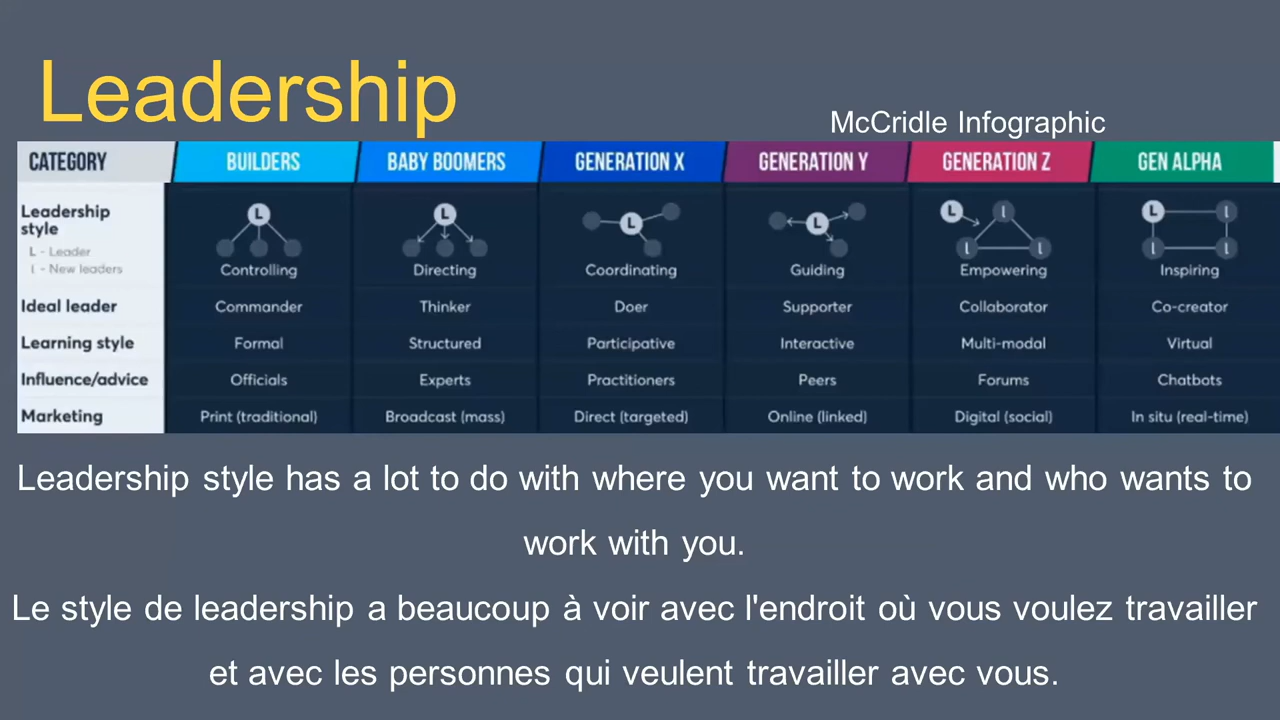 Leadership
McCridle Infographic
CATEGORY BUILDERS BABY BOOMERS GENERATION X GENERATION Y GENERATION Z GEN ALPHA
Leadership
style
L - Leader
l - New leaders
L L L L L l l l L l l l
Controlling Directing Coordinating Guiding Empowering Inspiring
Ideal leader Commander Thinker Doer Supporter Collaborator Co-creator
Learning style Formal Structured Participative Interactive Multi-modal Virtual
Influence/advice Officials Experts Practitioners Peers Forums Chatbots
Marketing Print (traditional) Broadcast (mass) Direct (targeted) Online (linked) Digital (social) In situ (real-time)
Leadership style has a lot to do with where you want to work and who wants to
work with you.
Le style de leadership a beaucoup à voir avec l'endroit où vous voulez travailler
et avec les personnes qui veulent travailler avec vous.